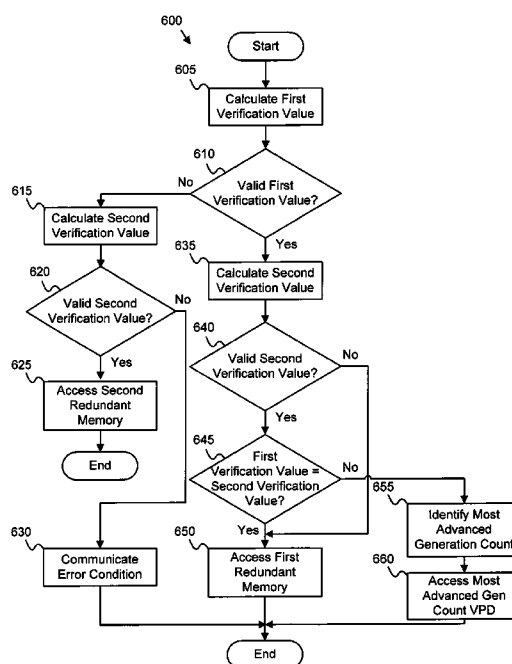 600
Start
605
Calculate First
Verification Value
610
Valid First
Verification Value?
No
Yes
615
Calculate Second
Verification Value
635
Calculate Second
Verification Value
620
Valid Second
Verification Value?
No
Yes
640
Valid Second
Verification Value?
No
Yes
625
Access Second
Redundant
Memory
End
645
First
Verification Value =
Second Verification
Value?
No
Yes
655
Identify Most
Advanced
Generation Count
630
Communicate
Error Condition
650
Access First
Redundant
Memory
660
Access Most
Advanced Gen
Count VPD
End